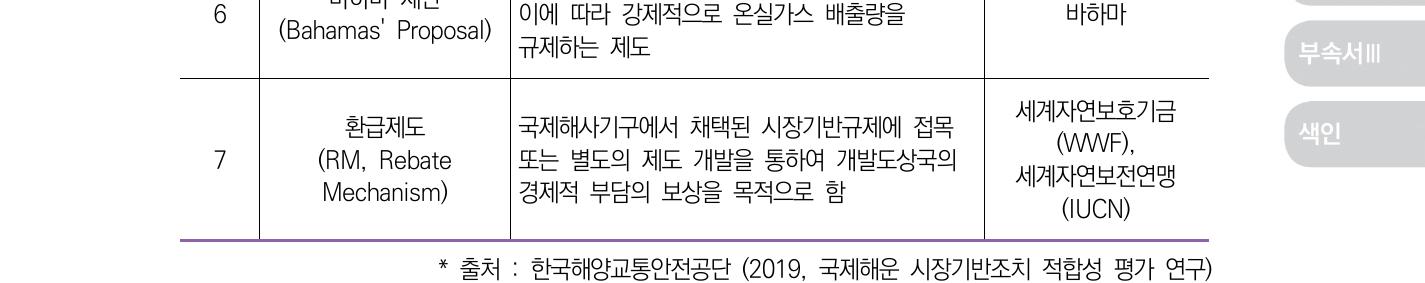 6
(Bahamas' Proposal)
이에 따라 강제적으로 온실가스 배출량을
규제하는 제도
바하마
7
환급제도
(RM, Rebate
Mechanism)
국제해사기구에서 채택된 시장기반규제에 접목
또는 별도의 제도 개발을 통하여 개발도상국의
경제적 부담의 보상을 목적으로 함
세계자연보호기금
(WWF),
세계자연보전연맹
(IUCN)
* 출처 : 한국해양교통안전공단 (2019, 국제해운 시장기반조치 적합성 평가 연구)
부속서Ⅲ
색인